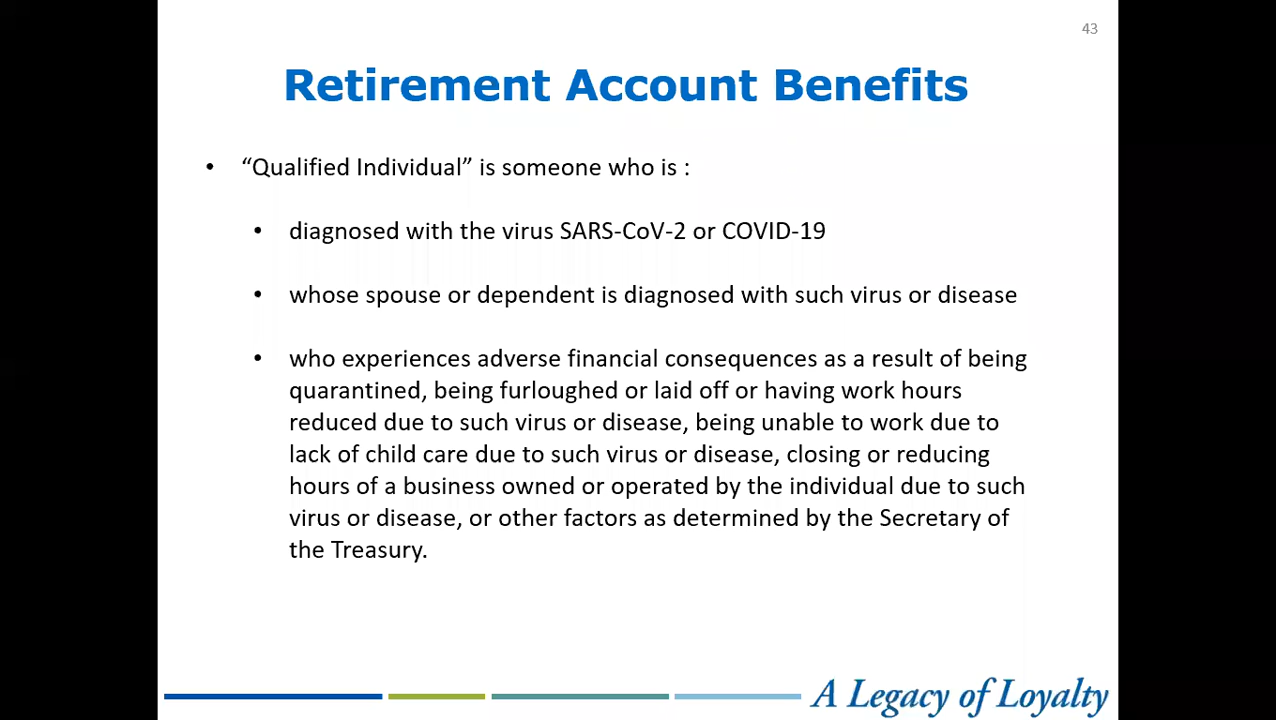 43
Retirement Account Benefits
• “Qualified Individual” is someone who is :
• diagnosed with the virus SARS-CoV-2 or COVID-19
• whose spouse or dependent is diagnosed with such virus or disease
• who experiences adverse financial consequences as a result of being
quarantined, being furloughed or laid off or having work hours
reduced due to such virus or disease, being unable to work due to
lack of child care due to such virus or disease, closing or reducing
hours of a business owned or operated by the individual due to such
virus or disease, or other factors as determined by the Secretary of
the Treasury.
A Legacy of Loyalty